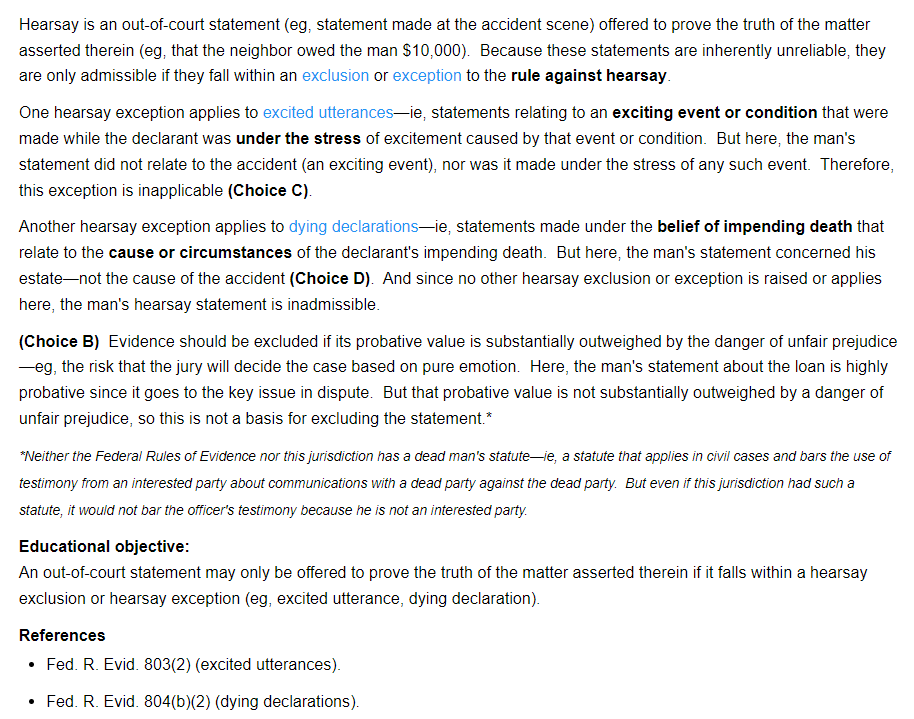 Hearsay is an out-of-court statement (eg, statement made at the accident scene) offered to prove the truth of the matter
asserted therein (eg, that the neighbor owed the man $10,000).  Because these statements are inherently unreliable, they
are only admissible if they fall within an exclusion or exception to the rule against hearsay.
One hearsay exception applies to excited utterances—ie, statements relating to an exciting event or condition that were
made while the declarant was under the stress of excitement caused by that event or condition.  But here, the man's
statement did not relate to the accident (an exciting event), nor was it made under the stress of any such event.  Therefore,
this exception is inapplicable (Choice C).
Another hearsay exception applies to dying declarations—ie, statements made under the belief of impending death that
relate to the cause or circumstances of the declarant's impending death.  But here, the man's statement concerned his
estate—not the cause of the accident (Choice D).  And since no other hearsay exclusion or exception is raised or applies
here, the man's hearsay statement is inadmissible.
(Choice B)  Evidence should be excluded if its probative value is substantially outweighed by the danger of unfair prejudice
—eg, the risk that the jury will decide the case based on pure emotion.  Here, the man's statement about the loan is highly
probative since it goes to the key issue in dispute.  But that probative value is not substantially outweighed by a danger of
unfair prejudice, so this is not a basis for excluding the statement.*
*Neither the Federal Rules of Evidence nor this jurisdiction has a dead man's statute—ie, a statute that applies in civil cases and bars the use of
testimony from an interested party about communications with a dead party against the dead party.  But even if this jurisdiction had such a
statute, it would not bar the officer's testimony because he is not an interested party.
Educational objective:
An out-of-court statement may only be offered to prove the truth of the matter asserted therein if it falls within a hearsay
exclusion or hearsay exception (eg, excited utterance, dying declaration).
References
• Fed. R. Evid. 803(2) (excited utterances).
• Fed. R. Evid. 804(b)(2) (dying declarations).